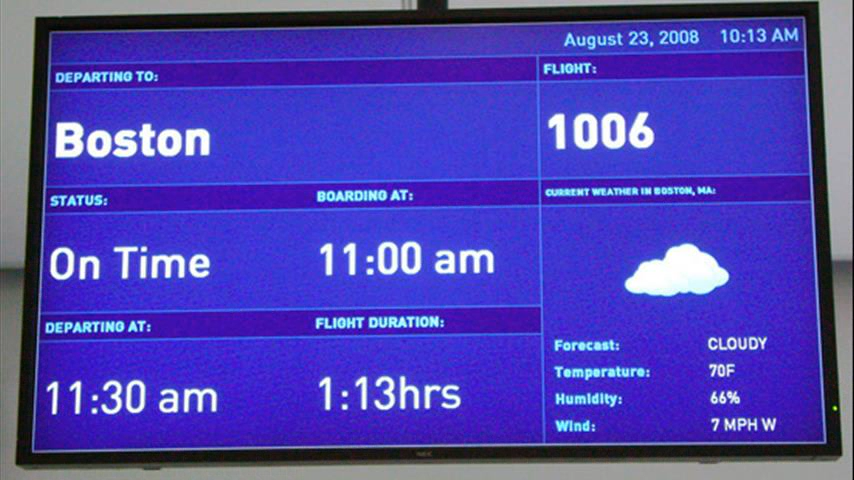 August 23, 2008 10:13 AM
DEPARTING TO:
Boston
FLIGHT:
1006
STATUS:
On Time
BOARDING AT:
11:00 am
DEPARTING AT:
11:30 am
FLIGHT DURATION:
1:13hrs
CURRENT WEATHER IN BOSTON, MA:
Forecast: CLOUDY
Temperature: 70F
Humidity: 66%
Wind: 7 MPH W
NEC